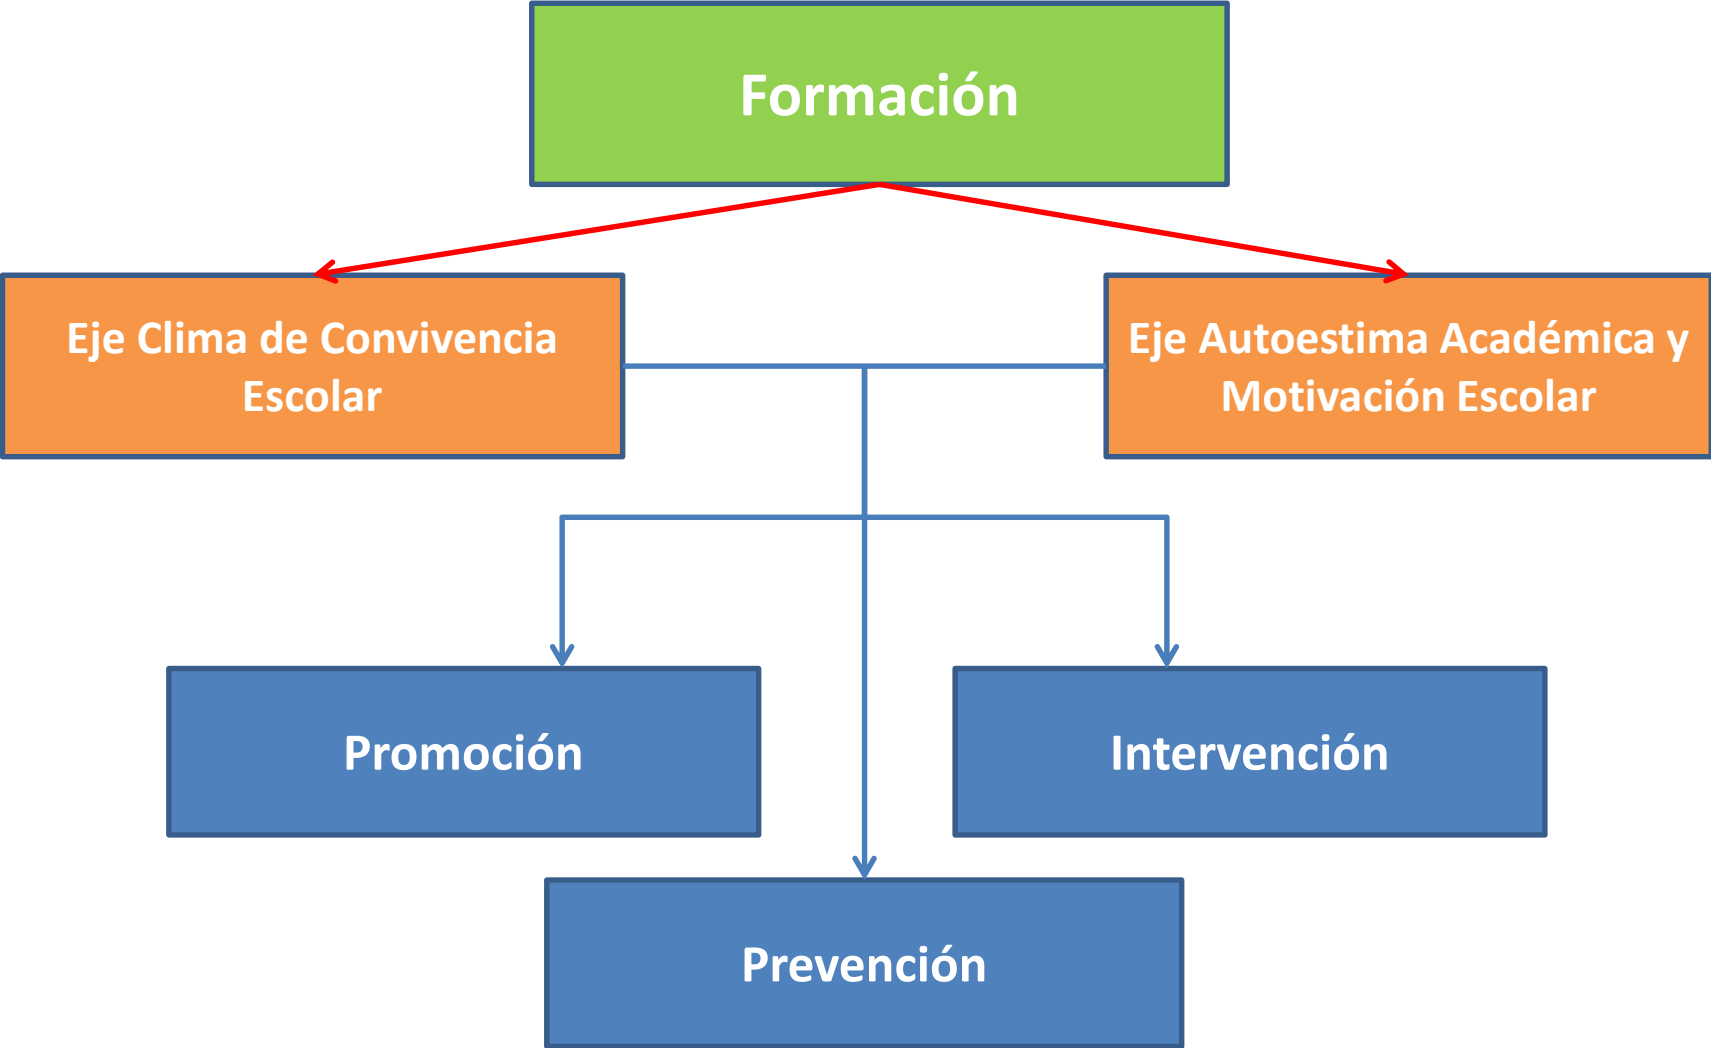 Formación
Eje Clima de Convivencia
Escolar
Eje Autoestima Académica y
Motivación Escolar
Promoción
Intervención
Prevención